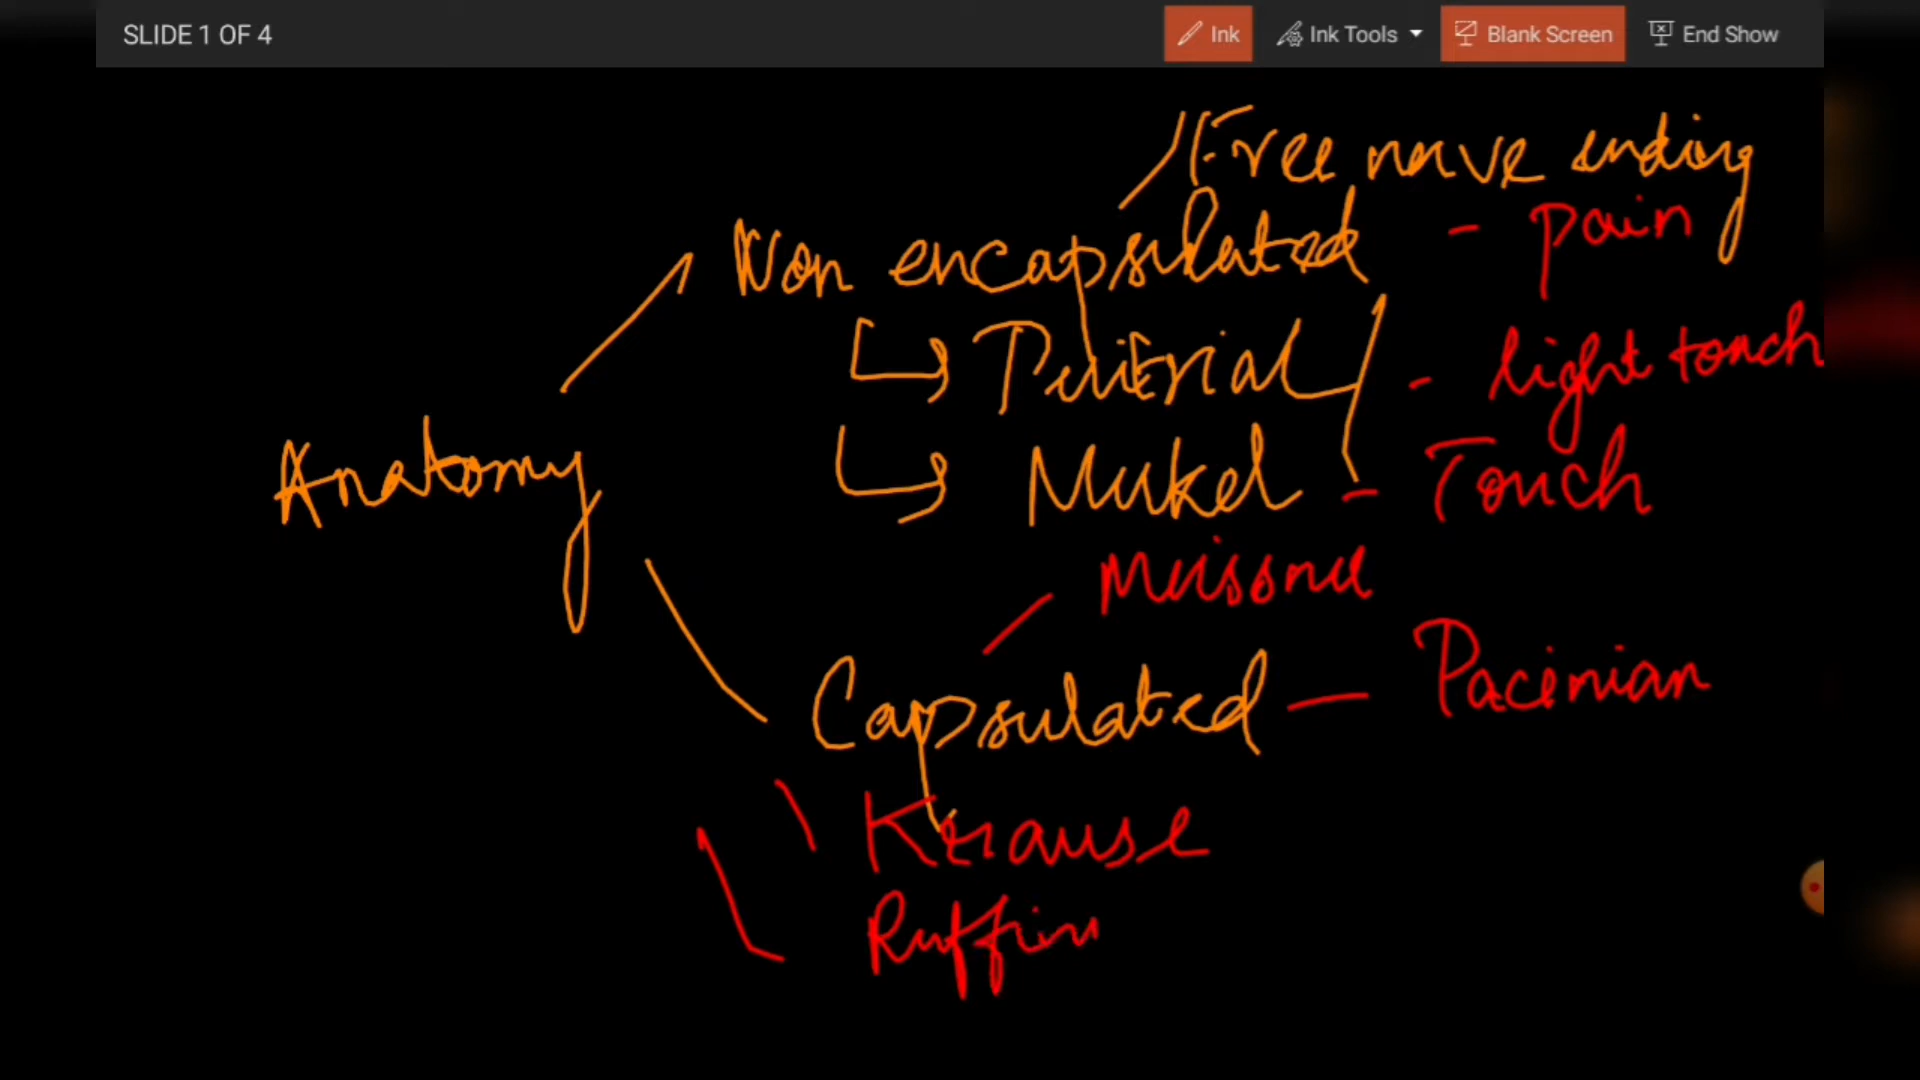 SLIDE 1 OF 4
Ink
Ink Tools
Blank Screen
End Show
Free nerve ending
Non encapsulated - pain
- light touch
Anatomy
Merkel - Touch
Meissner
Capsulated - Pacinian
Krause
Ruffini